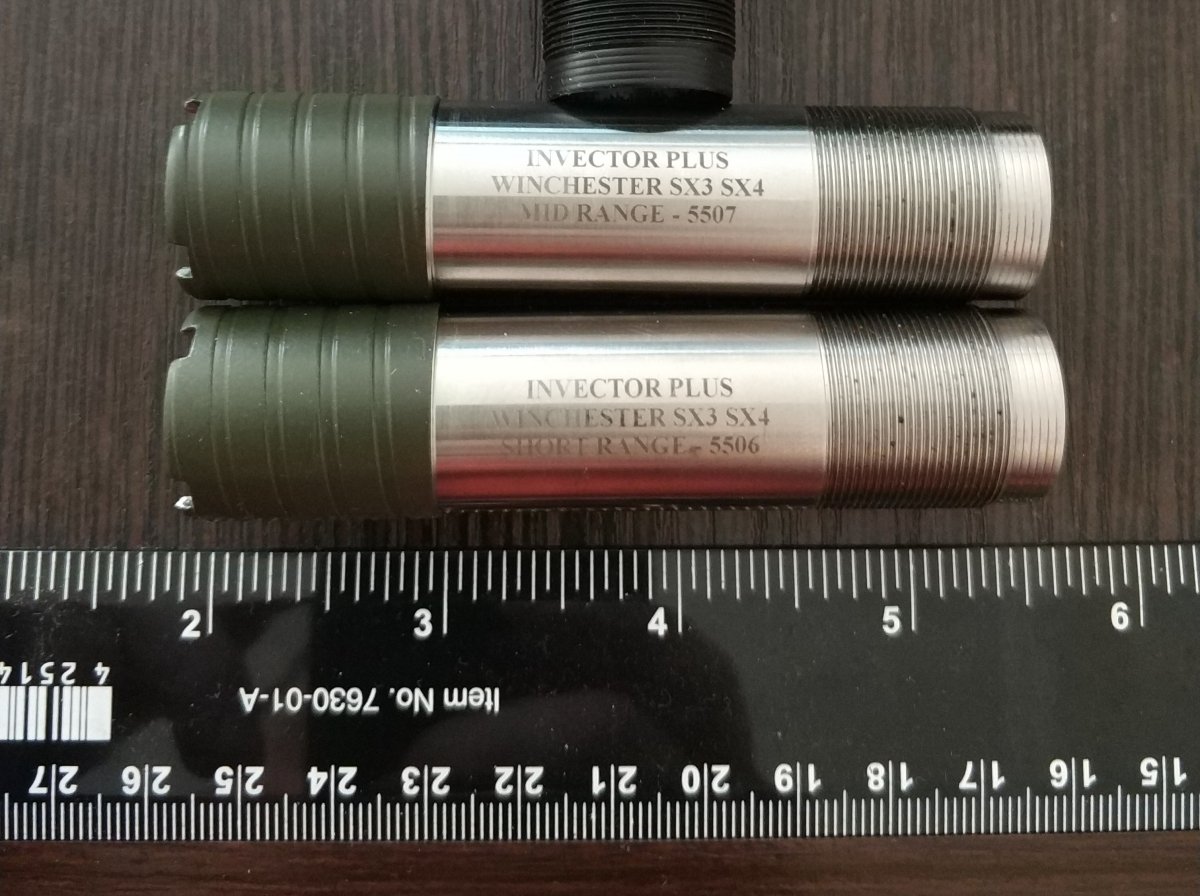 INVECTOR PLUS
WINCHESTER SX3 SX4
MID RANGE - 5507
INVECTOR PLUS
WINCHESTER SX3 SX4
SHORT RANGE - 5506
2 3 4 5 6
4 2514
Item No. 7630-01-A
27 26 25 24 23 22 21 20 19 18 17 16 15